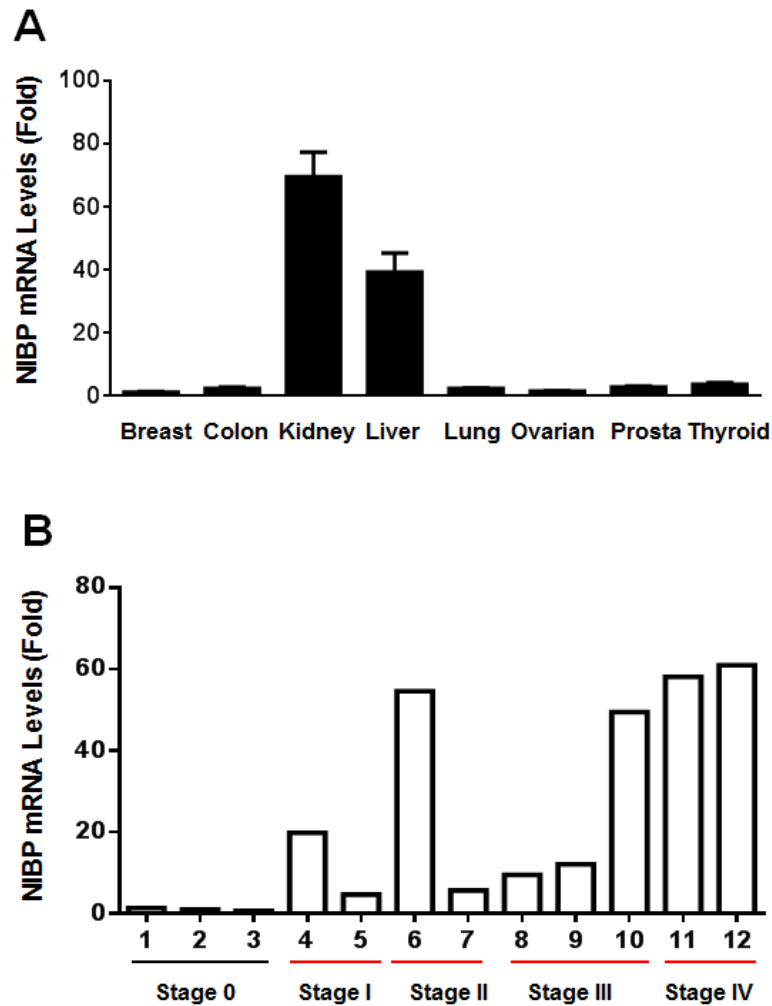 A
NIBP mRNA Levels (Fold)
100
80
60
40
20
0
Breast Colon Kidney Liver Lung Ovarian Prosta Thyroid
B
NIBP mRNA Levels (Fold)
80
60
40
20
0
1 2 3 4 5 6 7 8 9 10 11 12
Stage 0 Stage I Stage II Stage III Stage IV